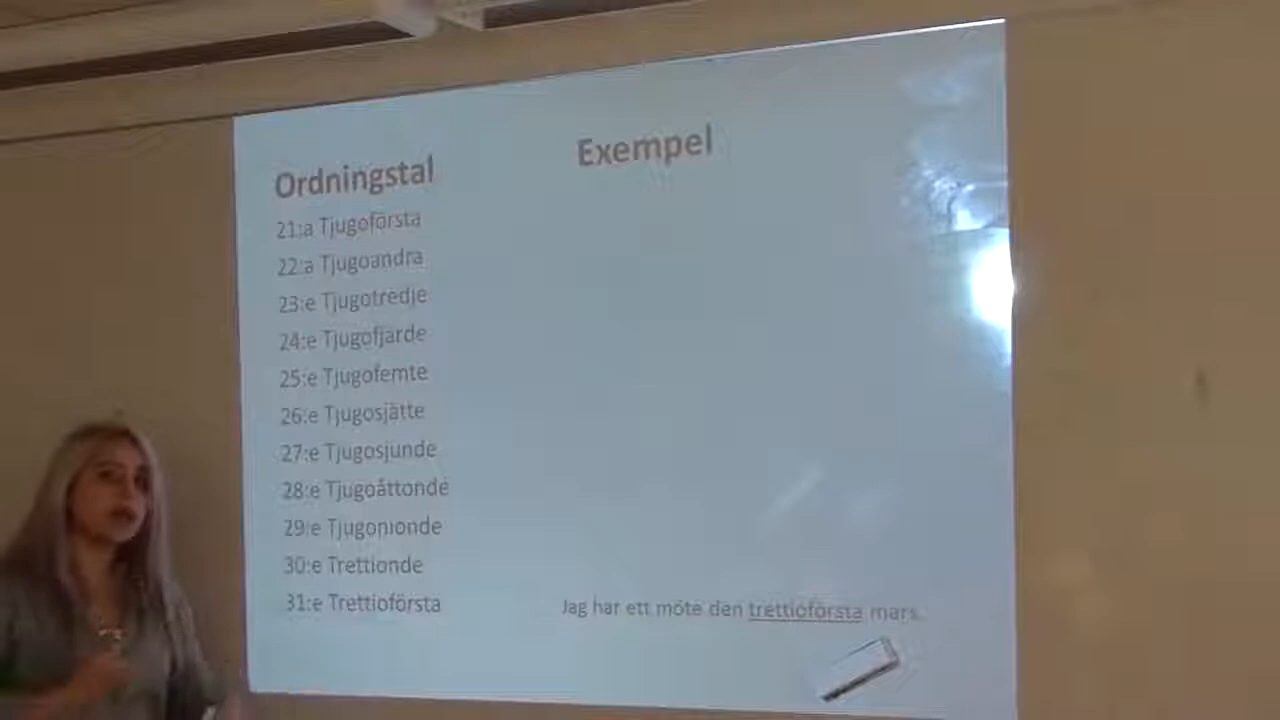 Ordningstal
Exempel
21:a Tjugoförsta
22:a Tjugoandra
23:e Tjugotredje
24:e Tjugofjärde
25:e Tjugofemte
26:e Tjugosjätte
27:e Tjugosjunde
28:e Tjugoåttonde
29:e Tjugonionde
30:e Trettionde
31:e Trettioförsta
Jag har ett möte den trettioförsta mars.